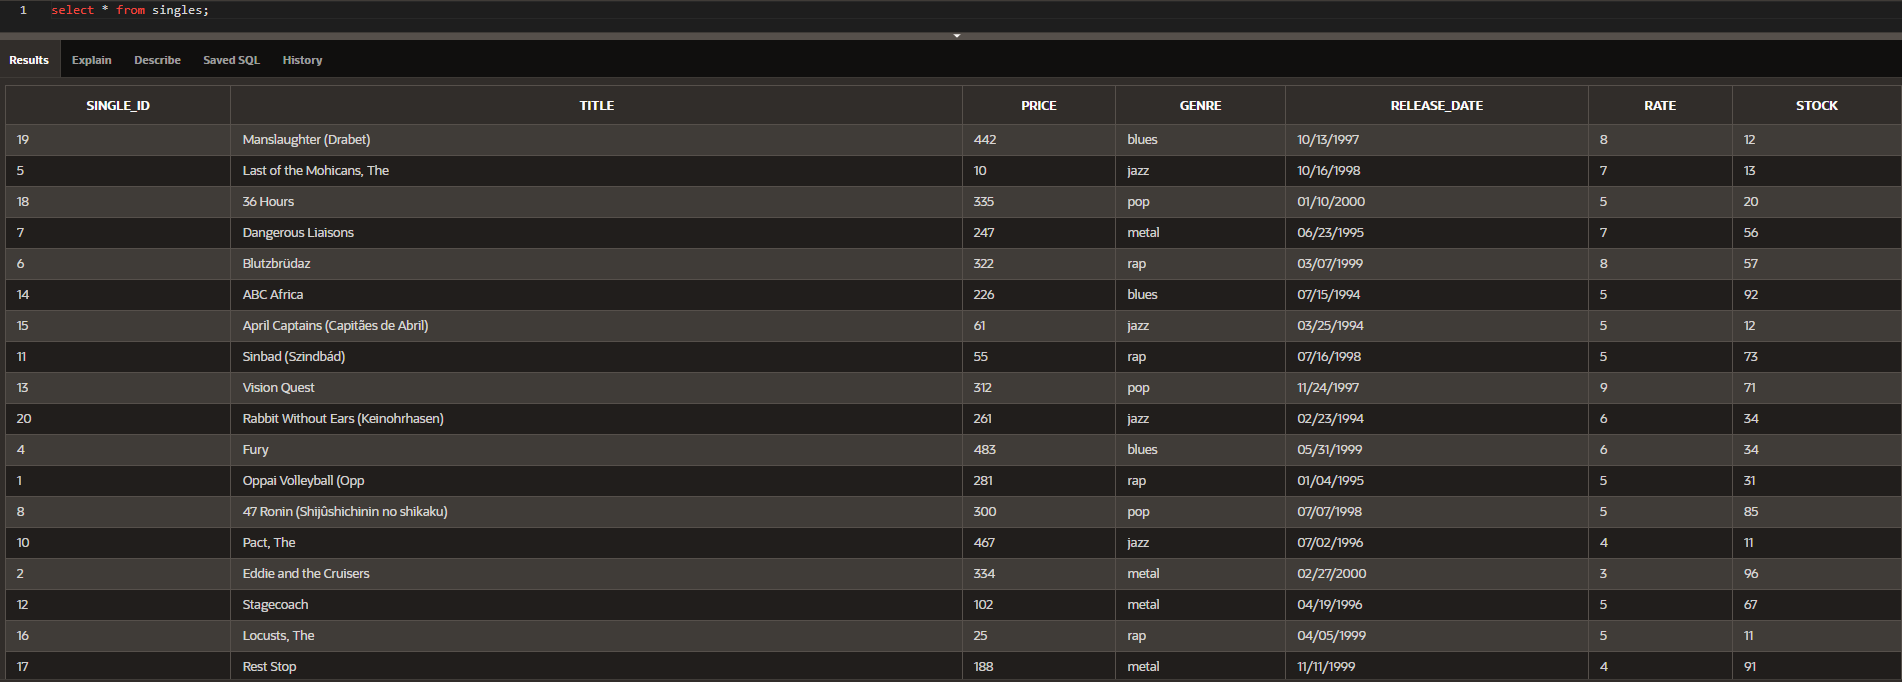 1 select * from singles;
Results Explain Describe Saved SQL History
SINGLE_ID TITLE PRICE GENRE RELEASE_DATE RATE STOCK
19 Manslaughter (Drabet) 442 blues 10/13/1997 8 12
5 Last of the Mohicans, The 10 jazz 10/16/1998 7 13
18 36 Hours 335 pop 01/10/2000 5 20
7 Dangerous Liaisons 247 metal 06/23/1995 7 56
6 Blutzbrüdaz 322 rap 03/07/1999 8 57
14 ABC Africa 226 blues 07/15/1994 5 92
15 April Captains (Capitães de Abril) 61 jazz 03/25/1994 5 12
11 Sinbad (Szindbád) 55 rap 07/16/1998 5 73
13 Vision Quest 312 pop 11/24/1997 9 71
20 Rabbit Without Ears (Keinohrhasen) 261 jazz 02/23/1994 6 34
4 Fury 483 blues 05/31/1999 6 34
1 Oppai Volleyball (Opp 281 rap 01/04/1995 5 31
8 47 Ronin (Shijûshichinin no shikaku) 300 pop 07/07/1998 5 85
10 Pact, The 467 jazz 07/02/1996 4 11
2 Eddie and the Cruisers 334 metal 02/27/2000 3 96
12 Stagecoach 102 metal 04/19/1996 5 67
16 Locusts, The 25 rap 04/05/1999 5 11
17 Rest Stop 188 metal 11/11/1999 4 91